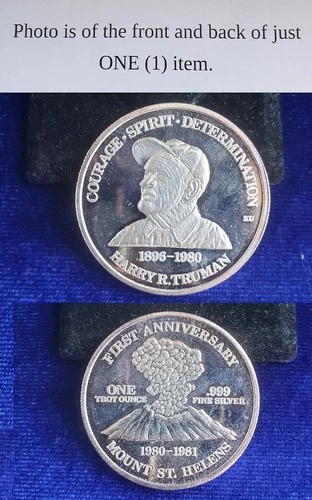 Photo is of the front and back of just
ONE (1) item.
COURAGE · SPIRIT · DETERMINATION
KU
1896-1980
HARRY R. TRUMAN
FIRST ANNIVERSARY
ONE
TROY OUNCE
.999
FINE SILVER
1980-1981
MOUNT ST. HELENS